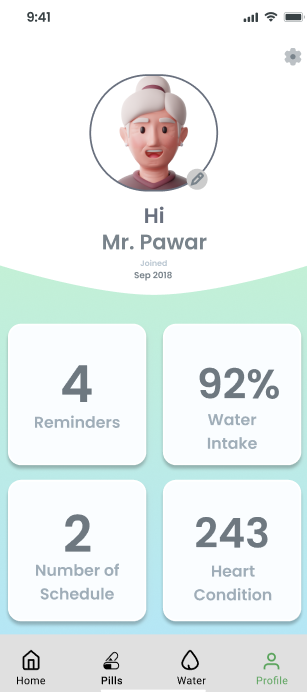 9:41
Hi
Mr. Pawar
Joined
Sep 2018
4
Reminders
92%
Water
Intake
2
Number of
Schedule
243
Heart
Condition
Home
Pills
Water
Profile